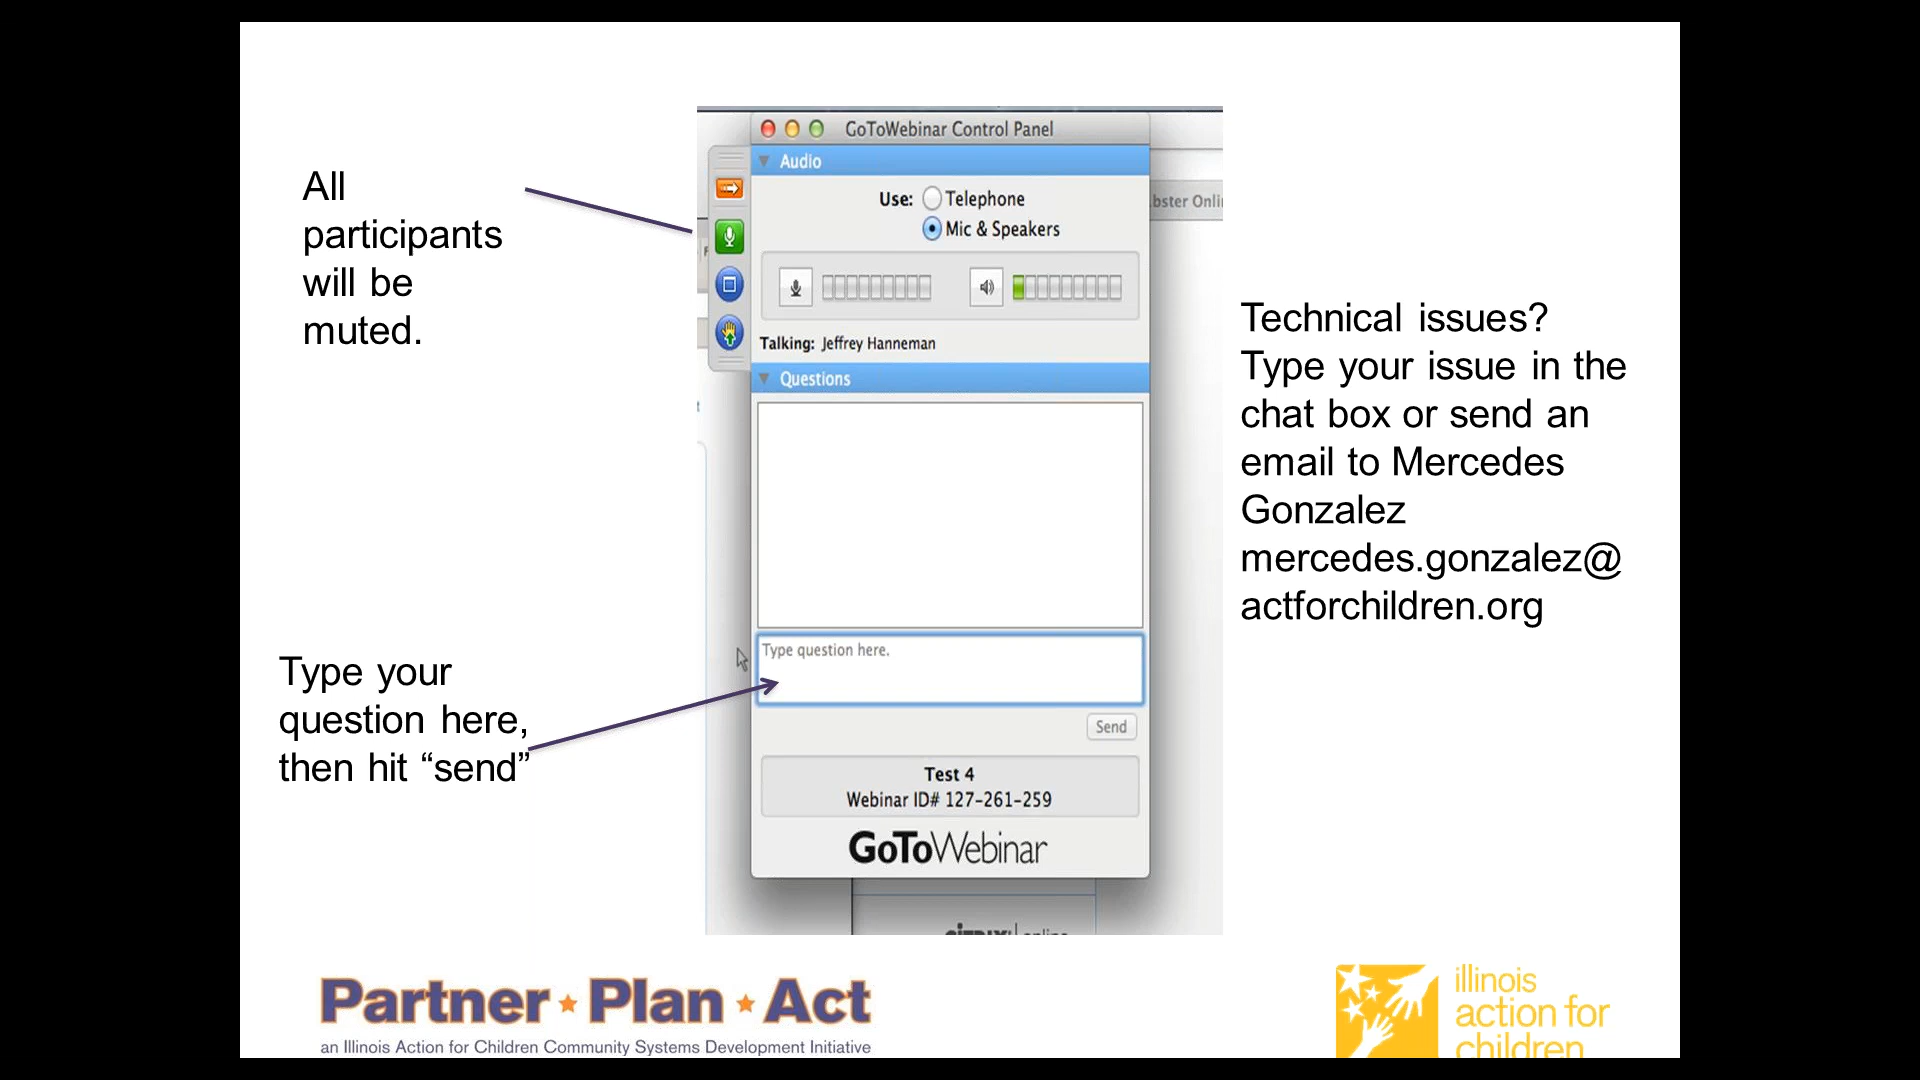 All
participants
will be
muted.
Type your
question here,
then hit “send”
GoToWebinar Control Panel
Audio
Use: Telephone
Mic & Speakers
Talking: Jeffrey Hanneman
Questions
Type question here.
Send
Test 4
Webinar ID# 127-261-259
GoToWebinar
bster Onli
Technical issues?
Type your issue in the
chat box or send an
email to Mercedes
Gonzalez
mercedes.gonzalez@
actforchildren.org
Partner Plan Act
an Illinois Action for Children Community Systems Development Initiative
illinois
action for
children